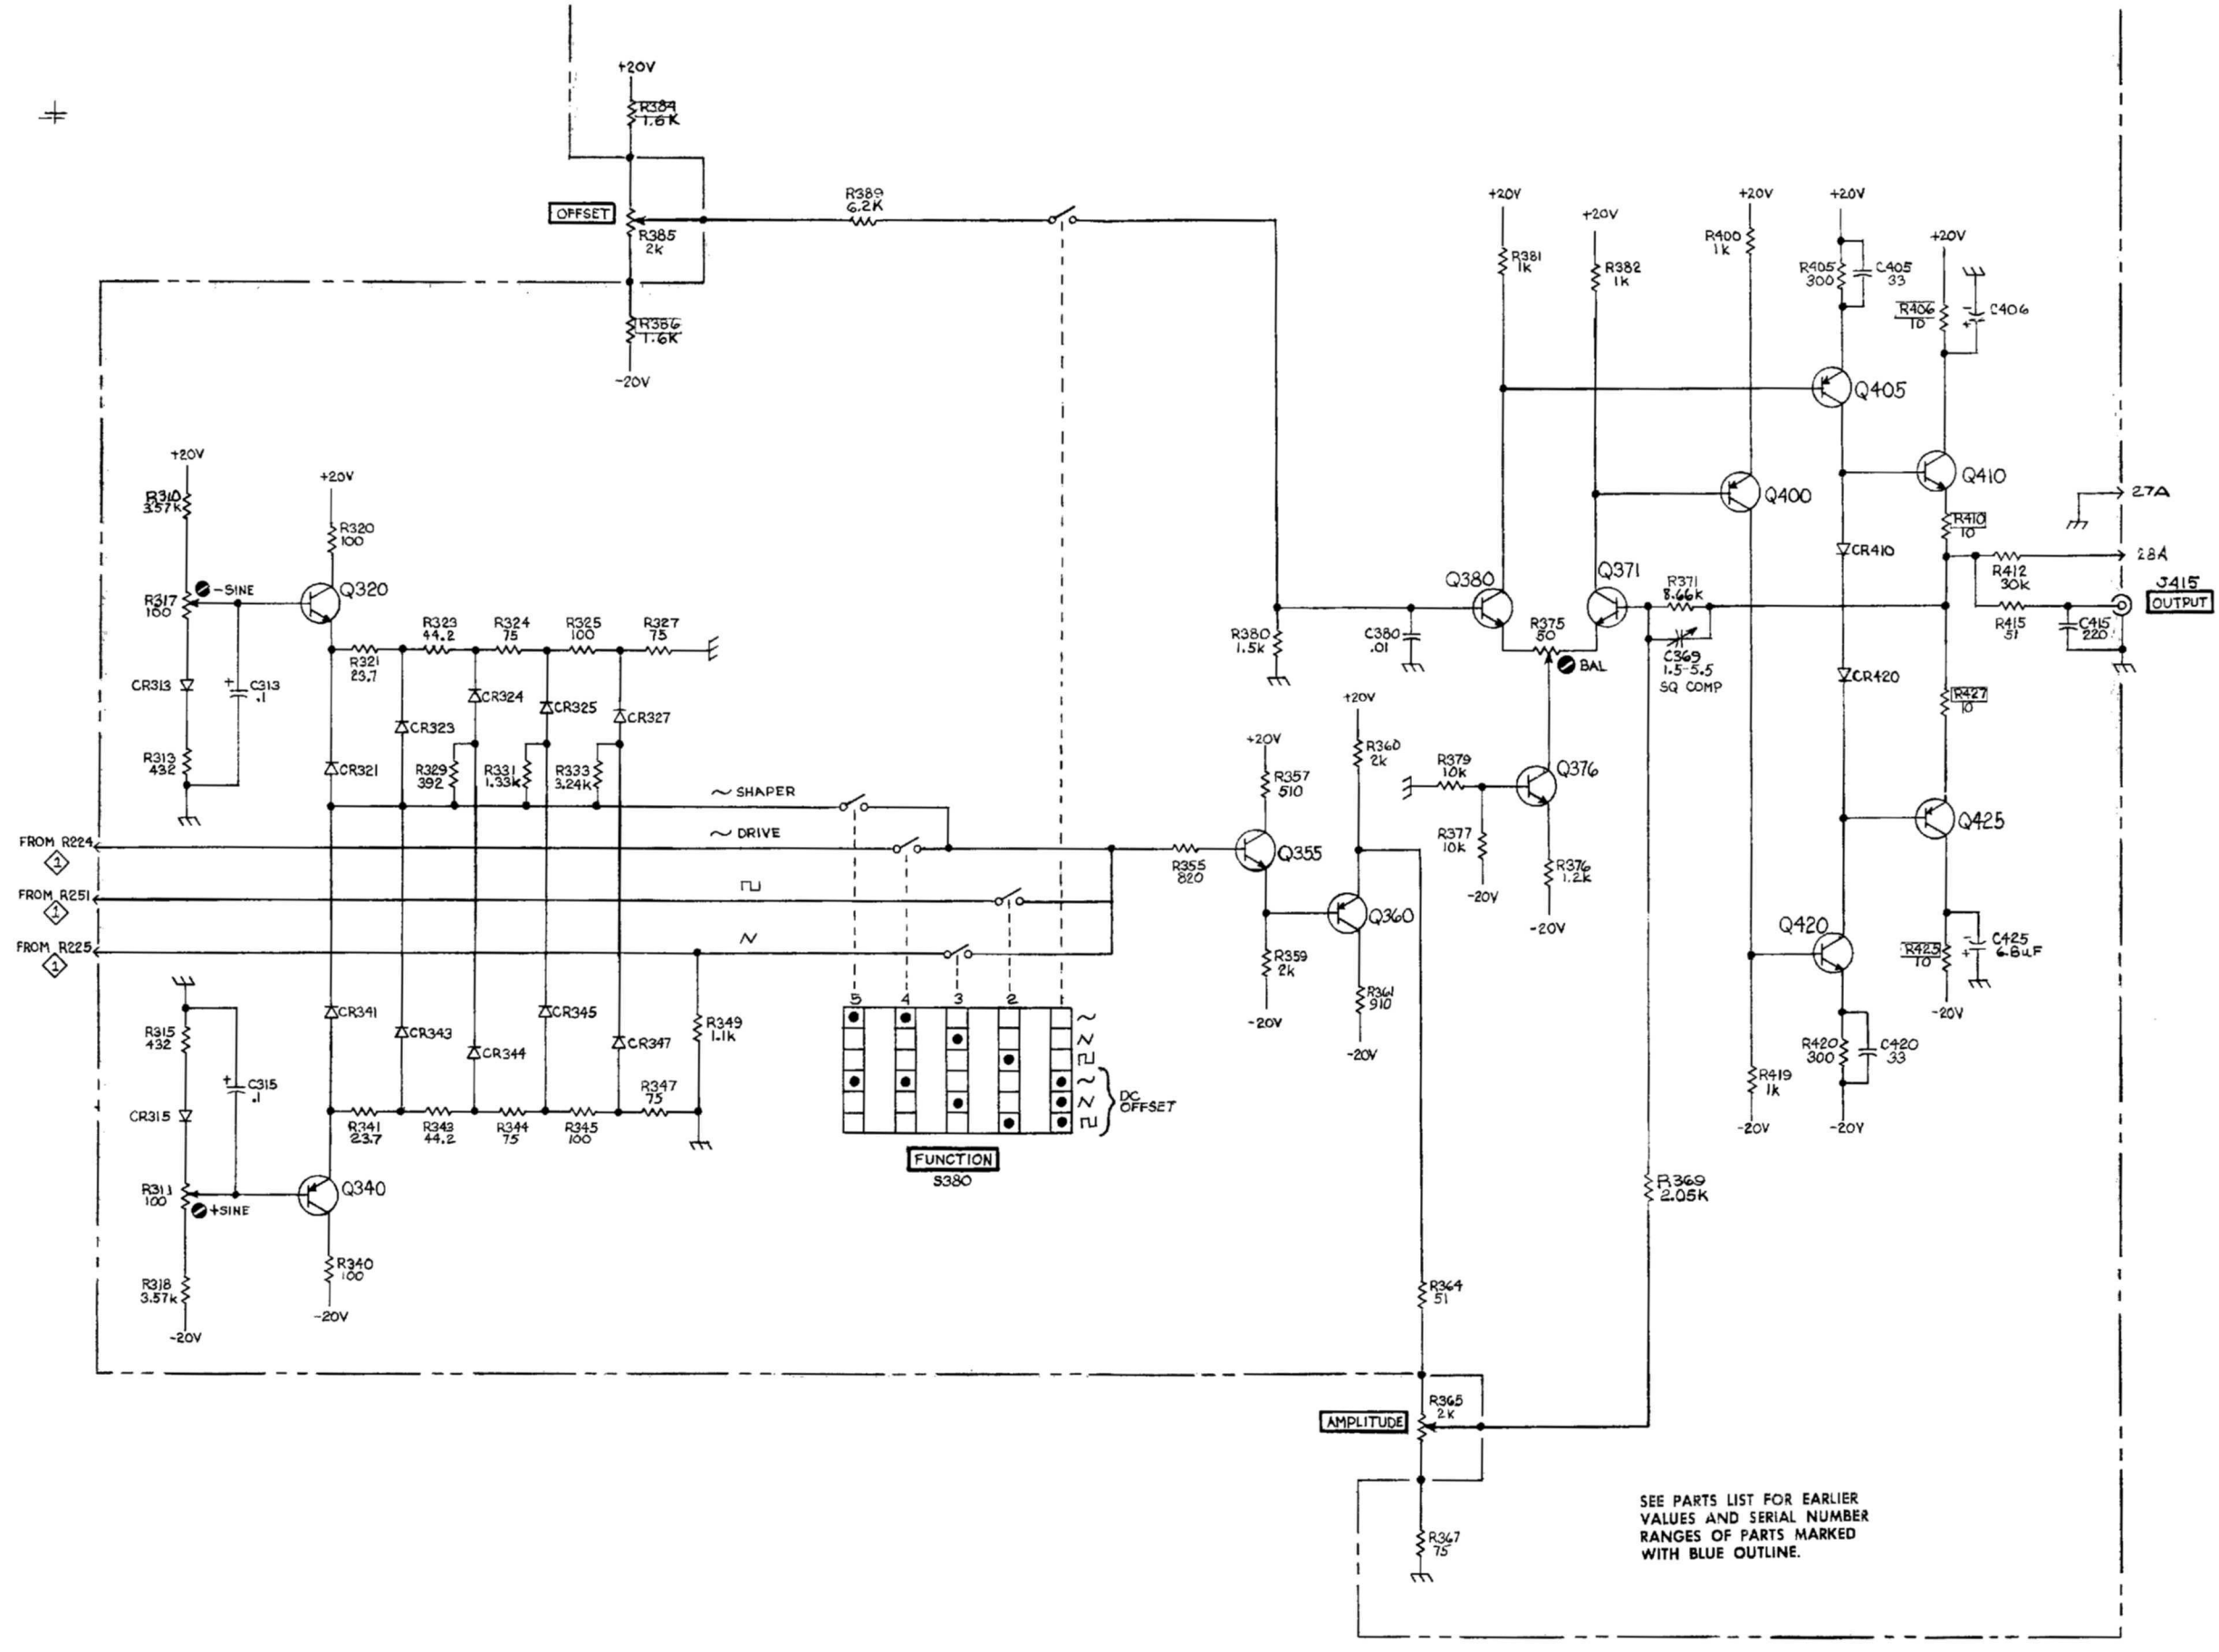 +20V
R384
1.6K
OFFSET
R385
2K
R386
1.6K
-20V
R389
6.2K
+20V
R310
3.57K
-SINE
R317
100
CR313
C313
.1
R313
432
+20V
R320
100
Q320
R321
23.7
R323
44.2
R324
75
R325
100
R327
75
CR321
CR323
CR324
CR325
CR327
R329
392
R331
1.33K
R333
3.24K
~ SHAPER
~ DRIVE
FROM R224
1
FROM R251
1
FROM R225
1
R315
432
C315
.1
CR315
R311
100
+SINE
R318
3.57K
-20V
CR341
CR343
CR344
CR345
CR347
R341
23.7
R343
44.2
R344
75
R345
100
R347
75
R349
1.1K
Q340
R340
100
-20V
5 4 3 2 1
DC
OFFSET
FUNCTION
S380
R355
820
+20V
R357
510
Q355
R359
2K
-20V
+20V
R360
2K
Q360
R361
910
-20V
R380
1.5K
C380
.01
+20V
R381
1K
+20V
R382
1K
Q380
Q371
R375
50
BAL
R371
8.66K
C369
1.5-5.5
SQ COMP
R379
10K
R377
10K
-20V
Q376
R376
1.2K
-20V
R364
51
AMPLITUDE
R365
2K
R367
75
R369
2.05K
+20V
R400
1K
Q400
R419
1K
-20V
+20V
R405
300
C405
33
Q405
+20V
R406
10
C406
Q410
R410
10
CR410
CR420
R412
30K
27A
28A
J415
OUTPUT
R415
51
C415
220
R427
10
Q425
R425
10
C425
6.8uF
-20V
Q420
R420
300
C420
33
-20V
SEE PARTS LIST FOR EARLIER
VALUES AND SERIAL NUMBER
RANGES OF PARTS MARKED
WITH BLUE OUTLINE.